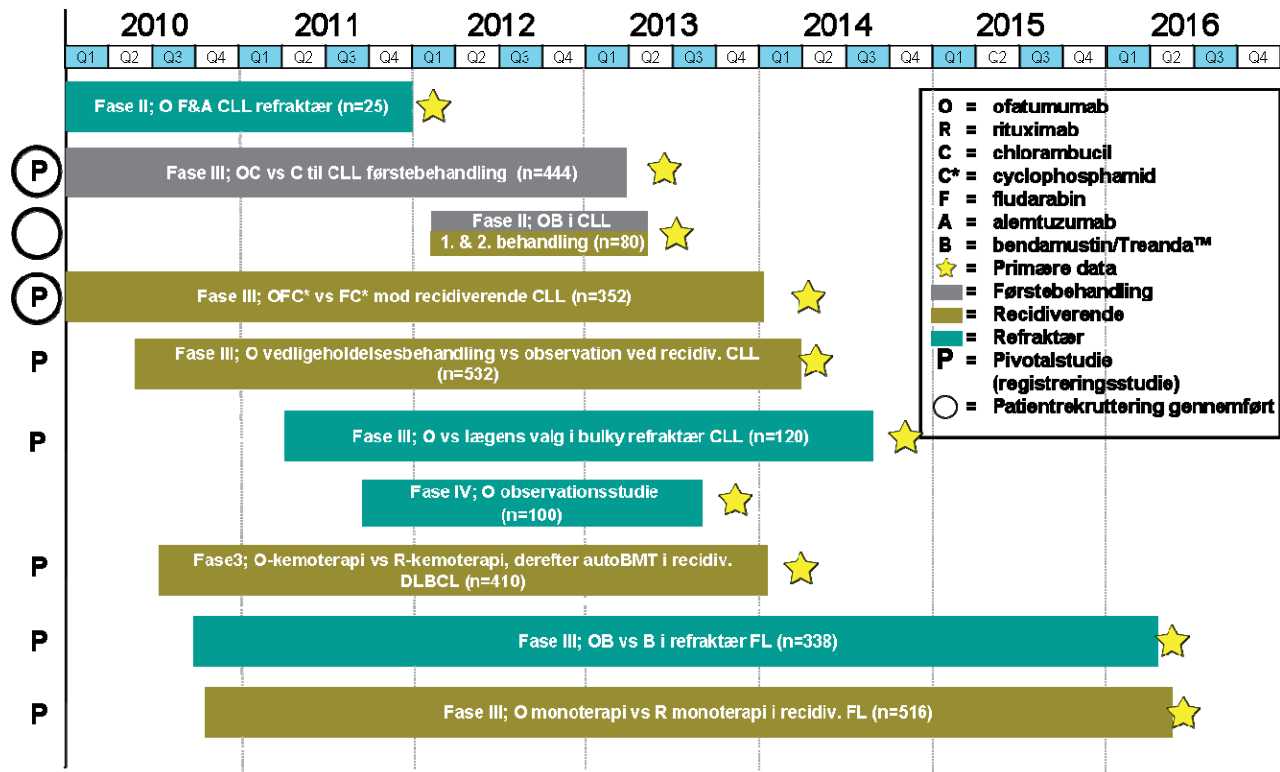 2010 2011 2012 2013 2014 2015 2016
Q1 Q2 Q3 Q4 Q1 Q2 Q3 Q4 Q1 Q2 Q3 Q4 Q1 Q2 Q3 Q4 Q1 Q2 Q3 Q4 Q1 Q2 Q3 Q4 Q1 Q2 Q3 Q4
Fase II; O F&A CLL refraktær (n=25)
P
Fase III; OC vs C til CLL førstebehandling (n=444)
Fase II; OB i CLL
1. & 2. behandling (n=80)
P
Fase III; OFC* vs FC* mod recidiverende CLL (n=352)
P
Fase III; O vedligeholdelsesbehandling vs observation ved recidiv. CLL
(n=532)
P
Fase III; O vs lægens valg i bulky refraktær CLL (n=120)
Fase IV; O observationsstudie
(n=100)
P
Fase3; O-kemoterapi vs R-kemoterapi, derefter autoBMT i recidiv.
DLBCL (n=410)
P
Fase III; OB vs B i refraktær FL (n=338)
P
Fase III; O monoterapi vs R monoterapi i recidiv. FL (n=516)
O = ofatumumab
R = rituximab
C = chlorambucil
C* = cyclophosphamid
F = fludarabin
A = alemtuzumab
B = bendamustin/Treanda™
= Primære data
= Førstebehandling
= Recidiverende
= Refraktær
P = Pivotalstudie
(registreringsstudie)
= Patientrekruttering gennemført